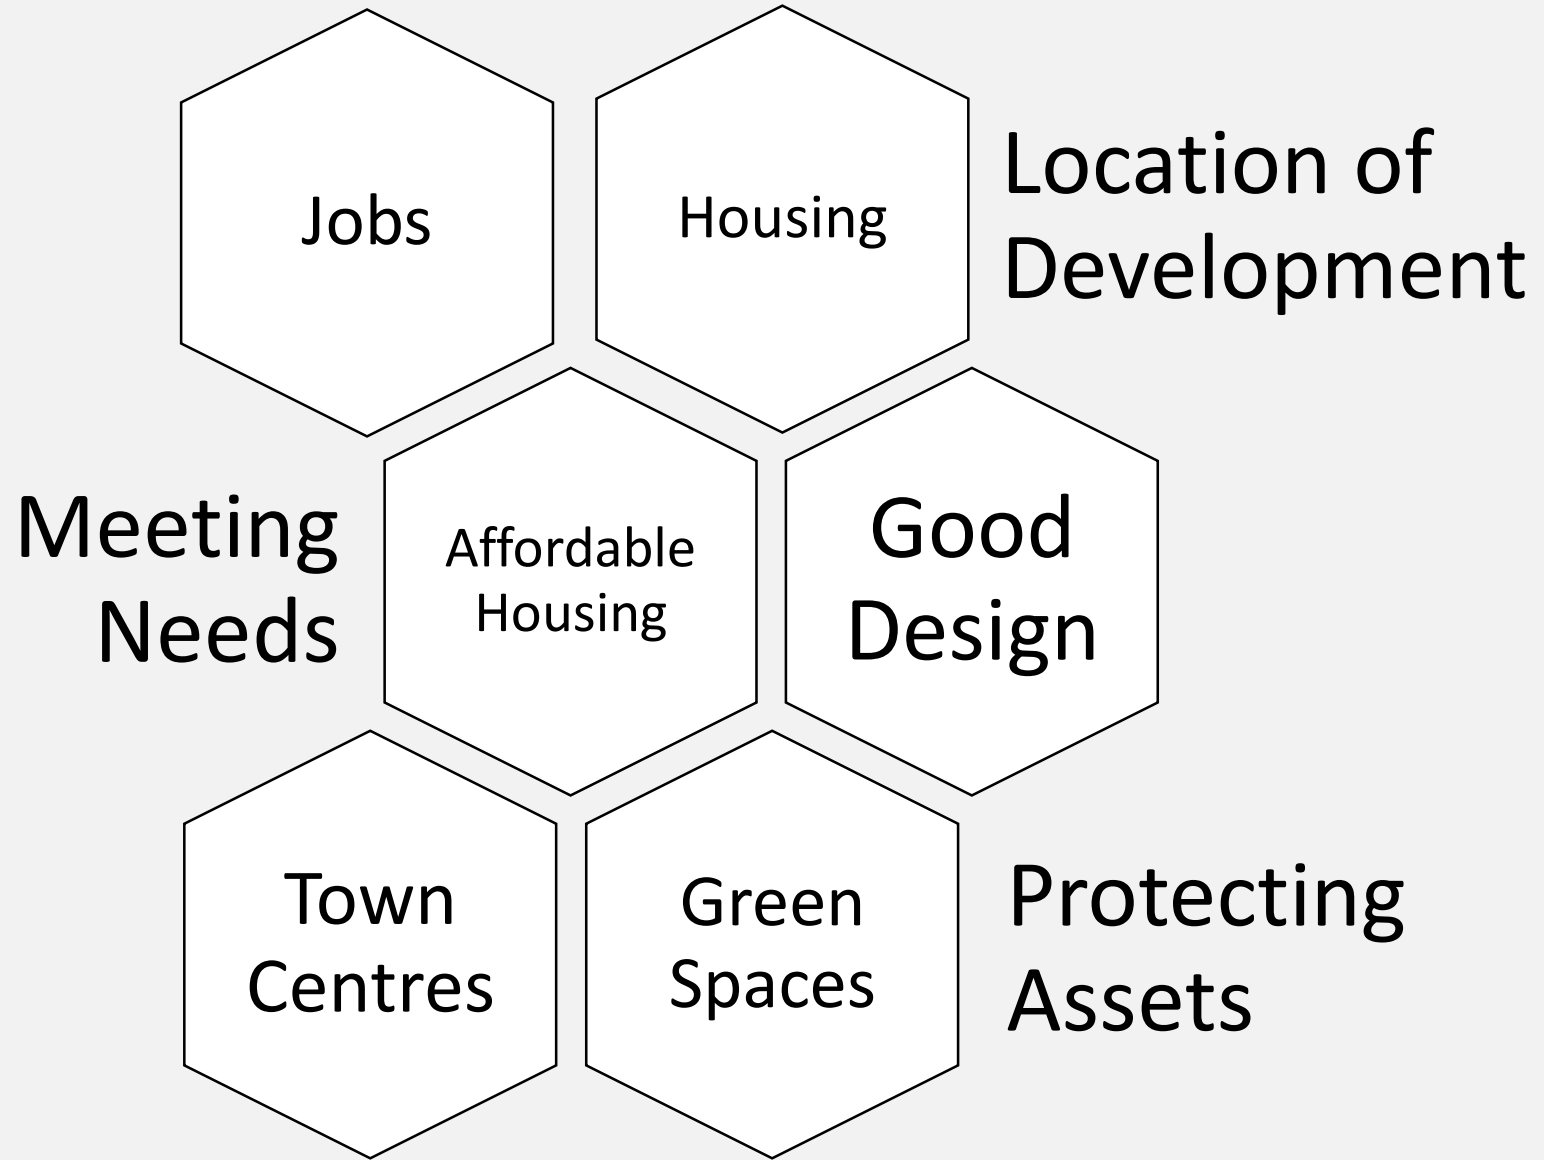 Jobs
Housing
Location of
Development
Meeting
Needs
Affordable
Housing
Good
Design
Town
Centres
Green
Spaces
Protecting
Assets